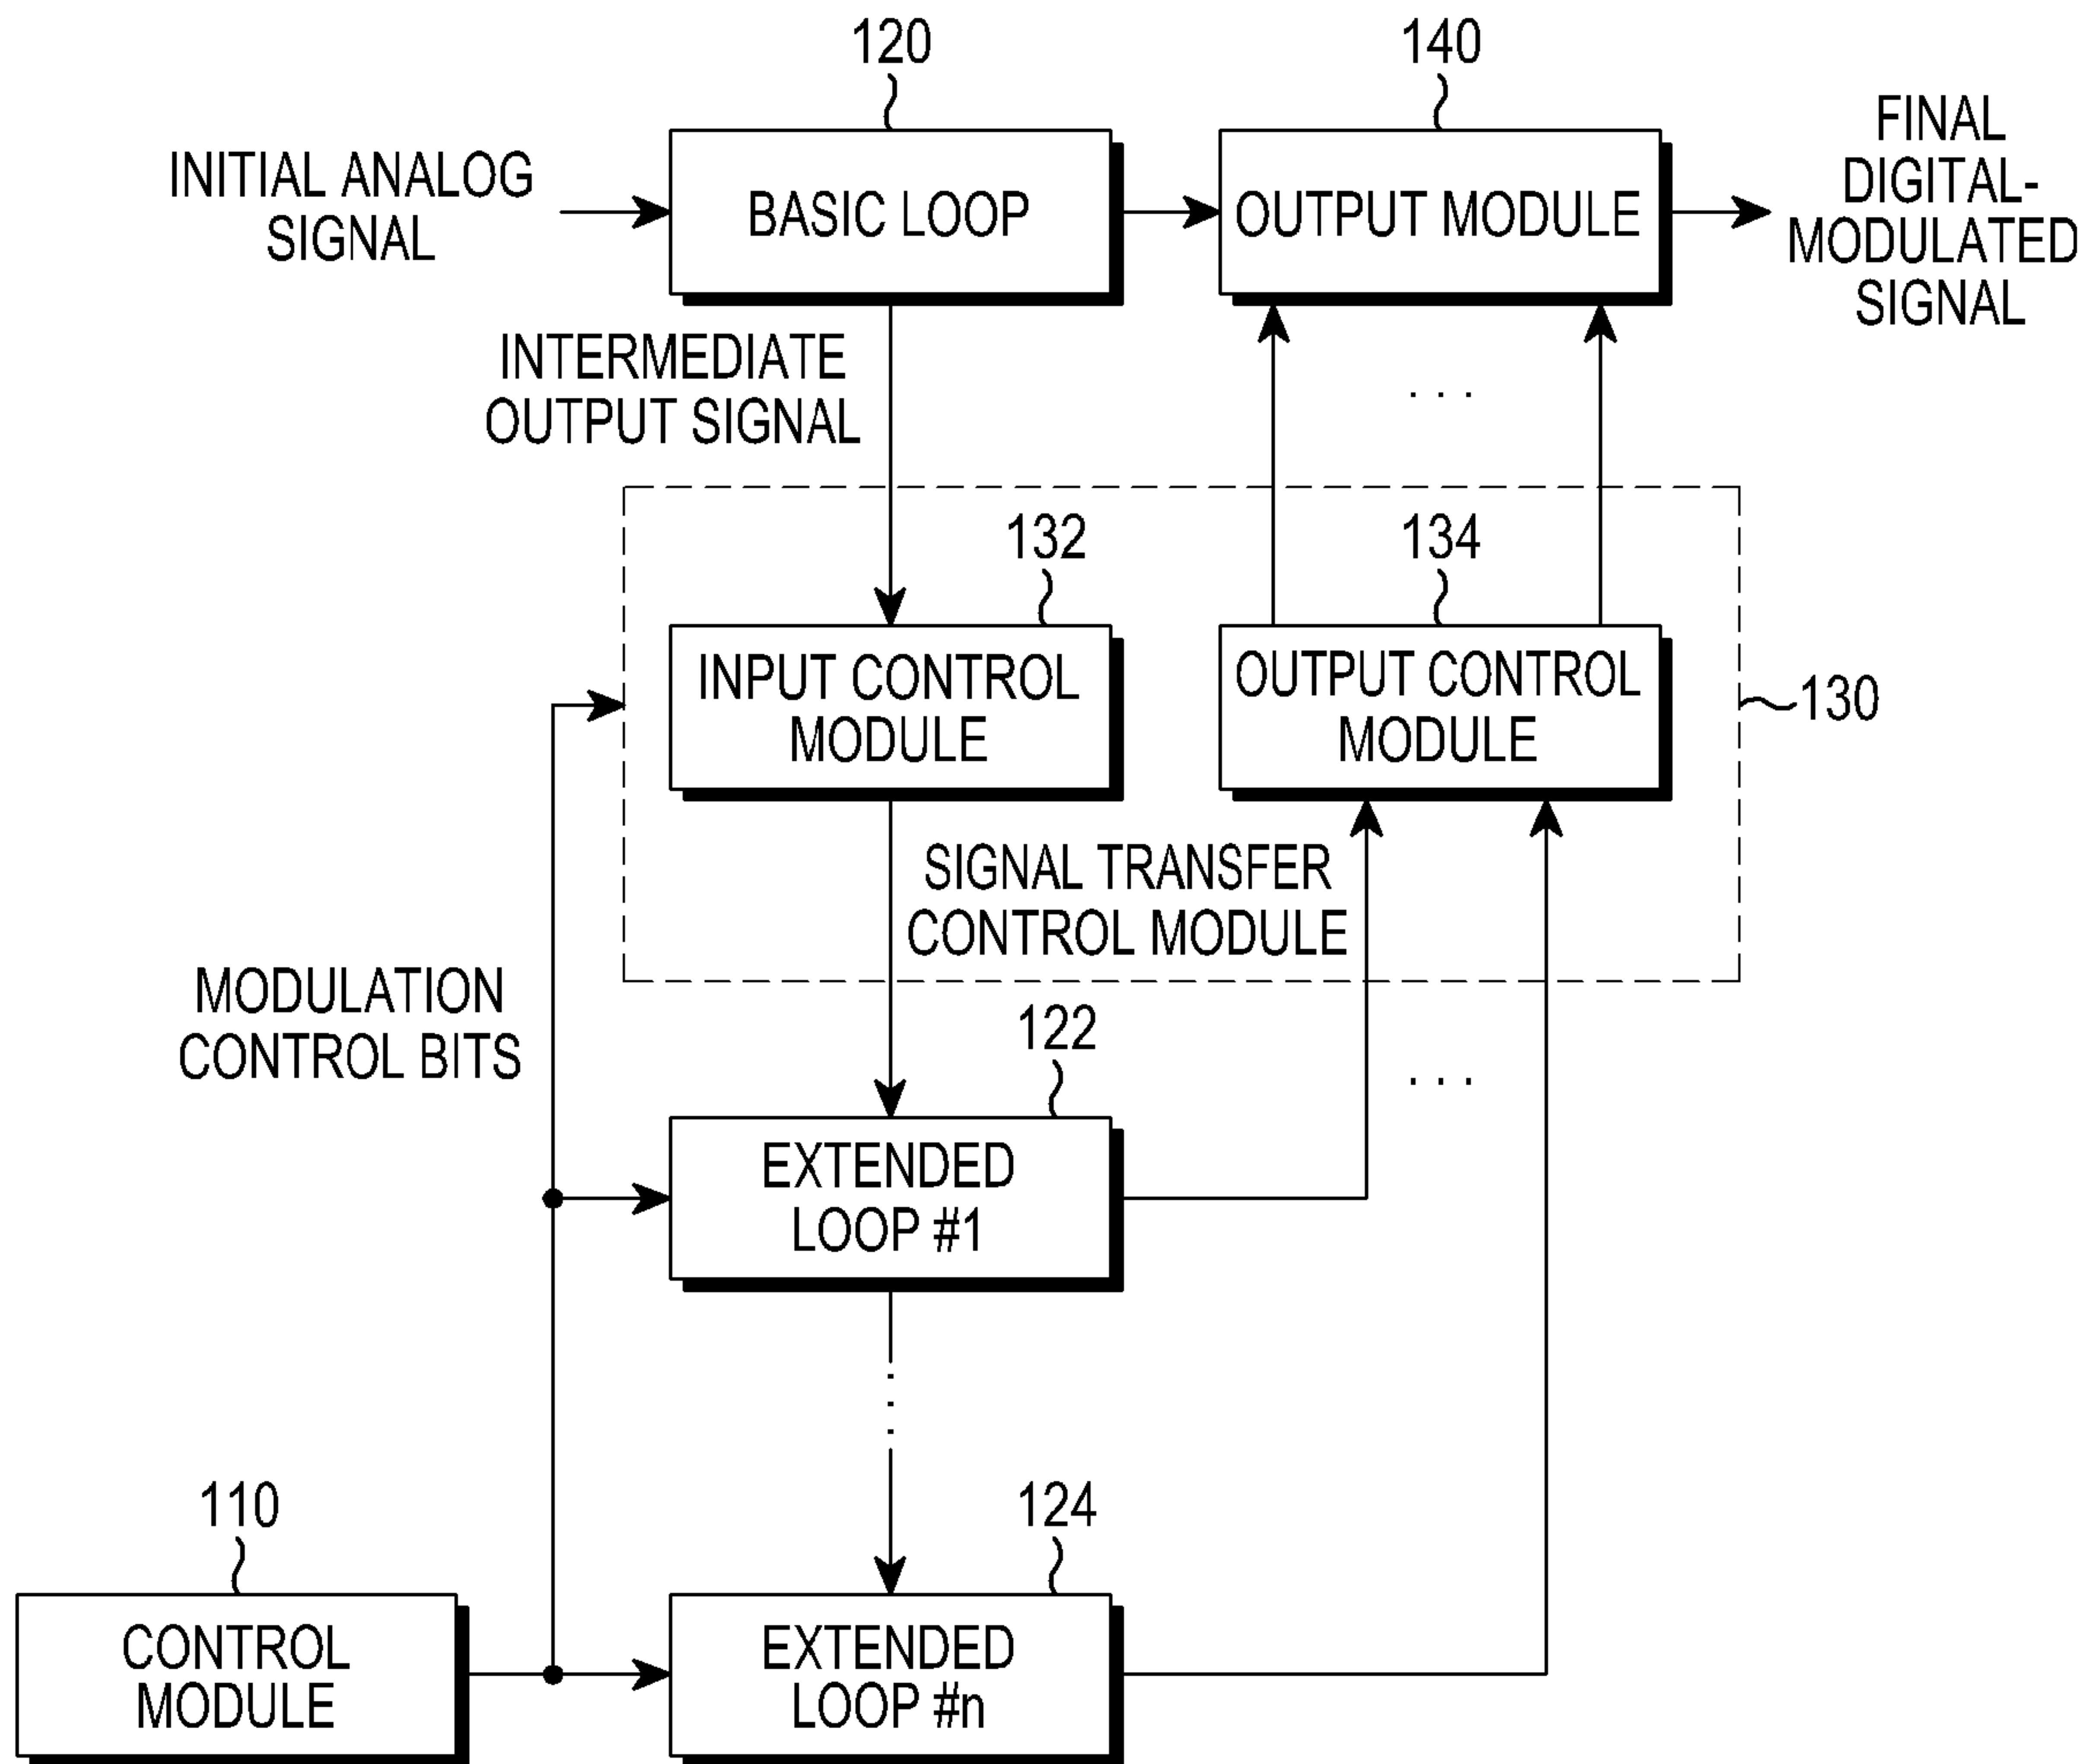 120
140
INITIAL ANALOG
SIGNAL
BASIC LOOP
OUTPUT MODULE
FINAL
DIGITAL-
MODULATED
SIGNAL
INTERMEDIATE
OUTPUT SIGNAL
. . .
132
134
INPUT CONTROL
MODULE
OUTPUT CONTROL
MODULE
130
SIGNAL TRANSFER
CONTROL MODULE
MODULATION
CONTROL BITS
122
. . .
EXTENDED
LOOP #1
110
124
CONTROL
MODULE
EXTENDED
LOOP #n